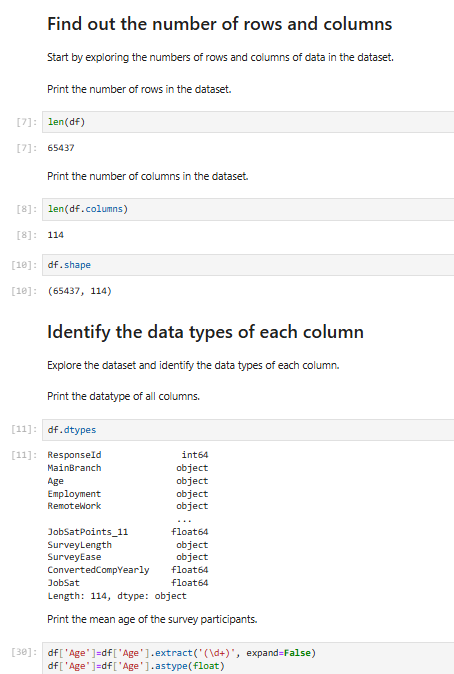 Find out the number of rows and columns
Start by exploring the numbers of rows and columns of data in the dataset.
Print the number of rows in the dataset.
[7]: len(df)
[7]: 65437
Print the number of columns in the dataset.
[8]: len(df.columns)
[8]: 114
[10]: df.shape
[10]: (65437, 114)
Identify the data types of each column
Explore the dataset and identify the data types of each column.
Print the datatype of all columns.
[11]: df.dtypes
[11]: ResponseId int64
MainBranch object
Age object
Employment object
RemoteWork object
...
JobSatPoints_11 float64
SurveyLength object
SurveyEase object
ConvertedCompYearly float64
JobSat float64
Length: 114, dtype: object
Print the mean age of the survey participants.
[30]: df['Age']=df['Age'].extract('(\d+)', expand=False)
df['Age']=df['Age'].astype(float)